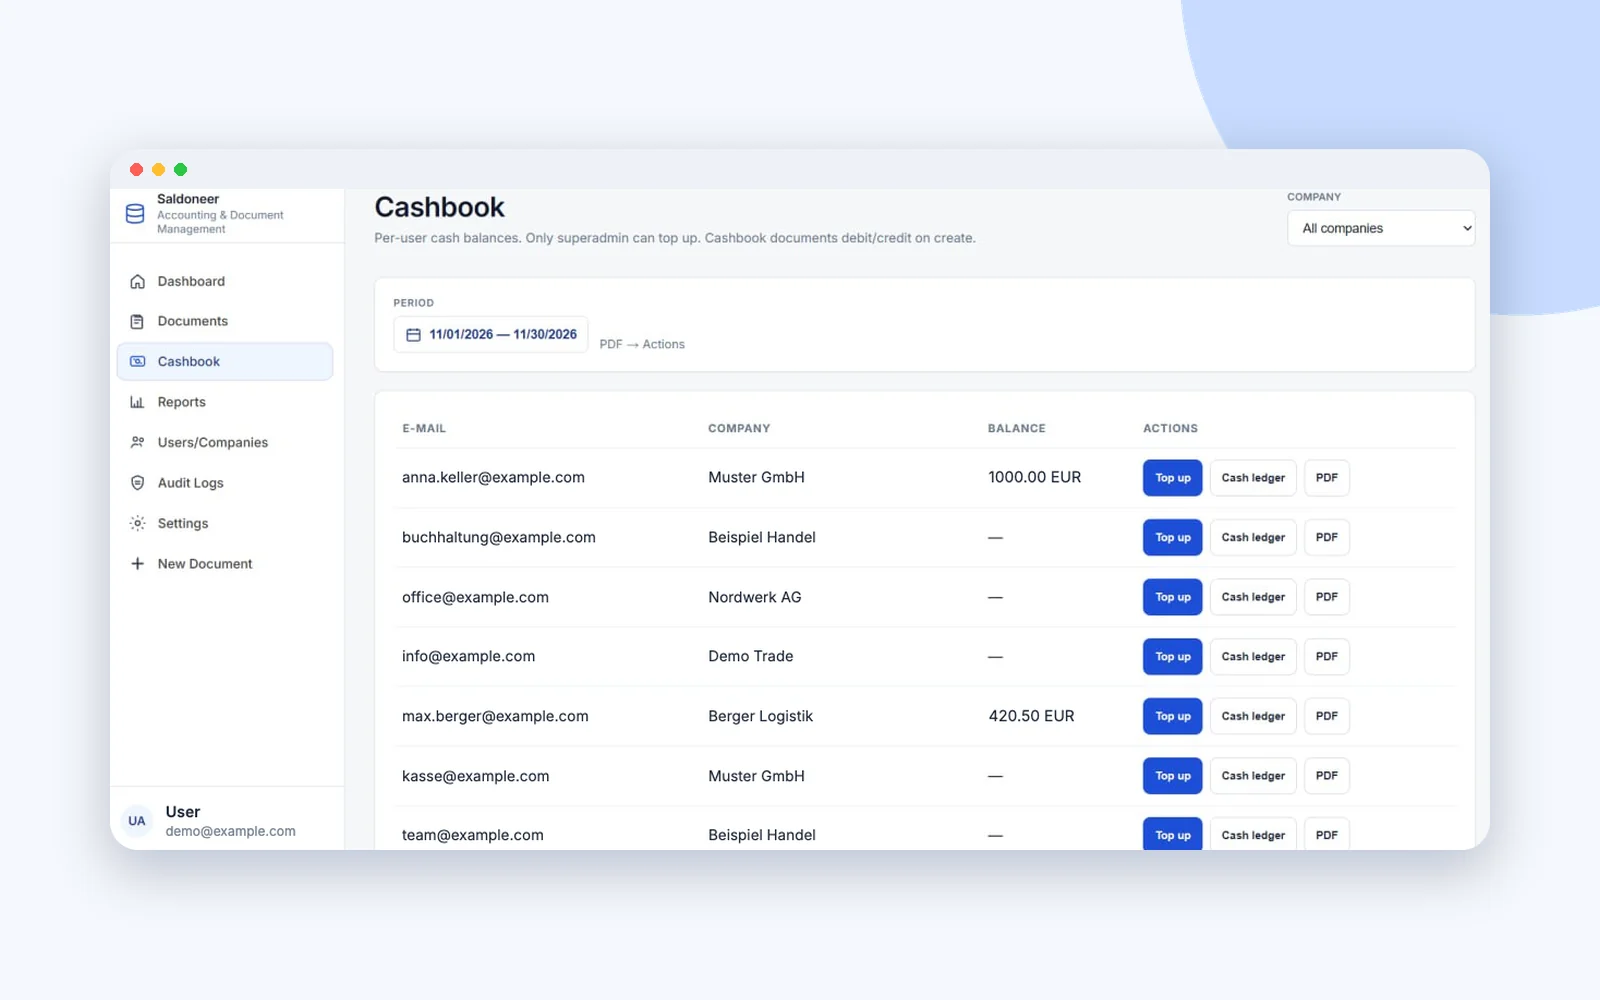 Saldoneer
Accounting & Document
Management
Dashboard
Documents
Cashbook
Reports
Users/Companies
Audit Logs
Settings
New Document
UA
User
demo@example.com
Cashbook
Per-user cash balances. Only superadmin can top up. Cashbook documents debit/credit on create.
COMPANY
All companies
PERIOD
11/01/2026 — 11/30/2026
PDF → Actions
E-MAIL COMPANY BALANCE ACTIONS
anna.keller@example.com Muster GmbH 1000.00 EUR Top up Cash ledger PDF
buchhaltung@example.com Beispiel Handel — Top up Cash ledger PDF
office@example.com Nordwerk AG — Top up Cash ledger PDF
info@example.com Demo Trade — Top up Cash ledger PDF
max.berger@example.com Berger Logistik 420.50 EUR Top up Cash ledger PDF
kasse@example.com Muster GmbH — Top up Cash ledger PDF
team@example.com Beispiel Handel — Top up Cash ledger PDF